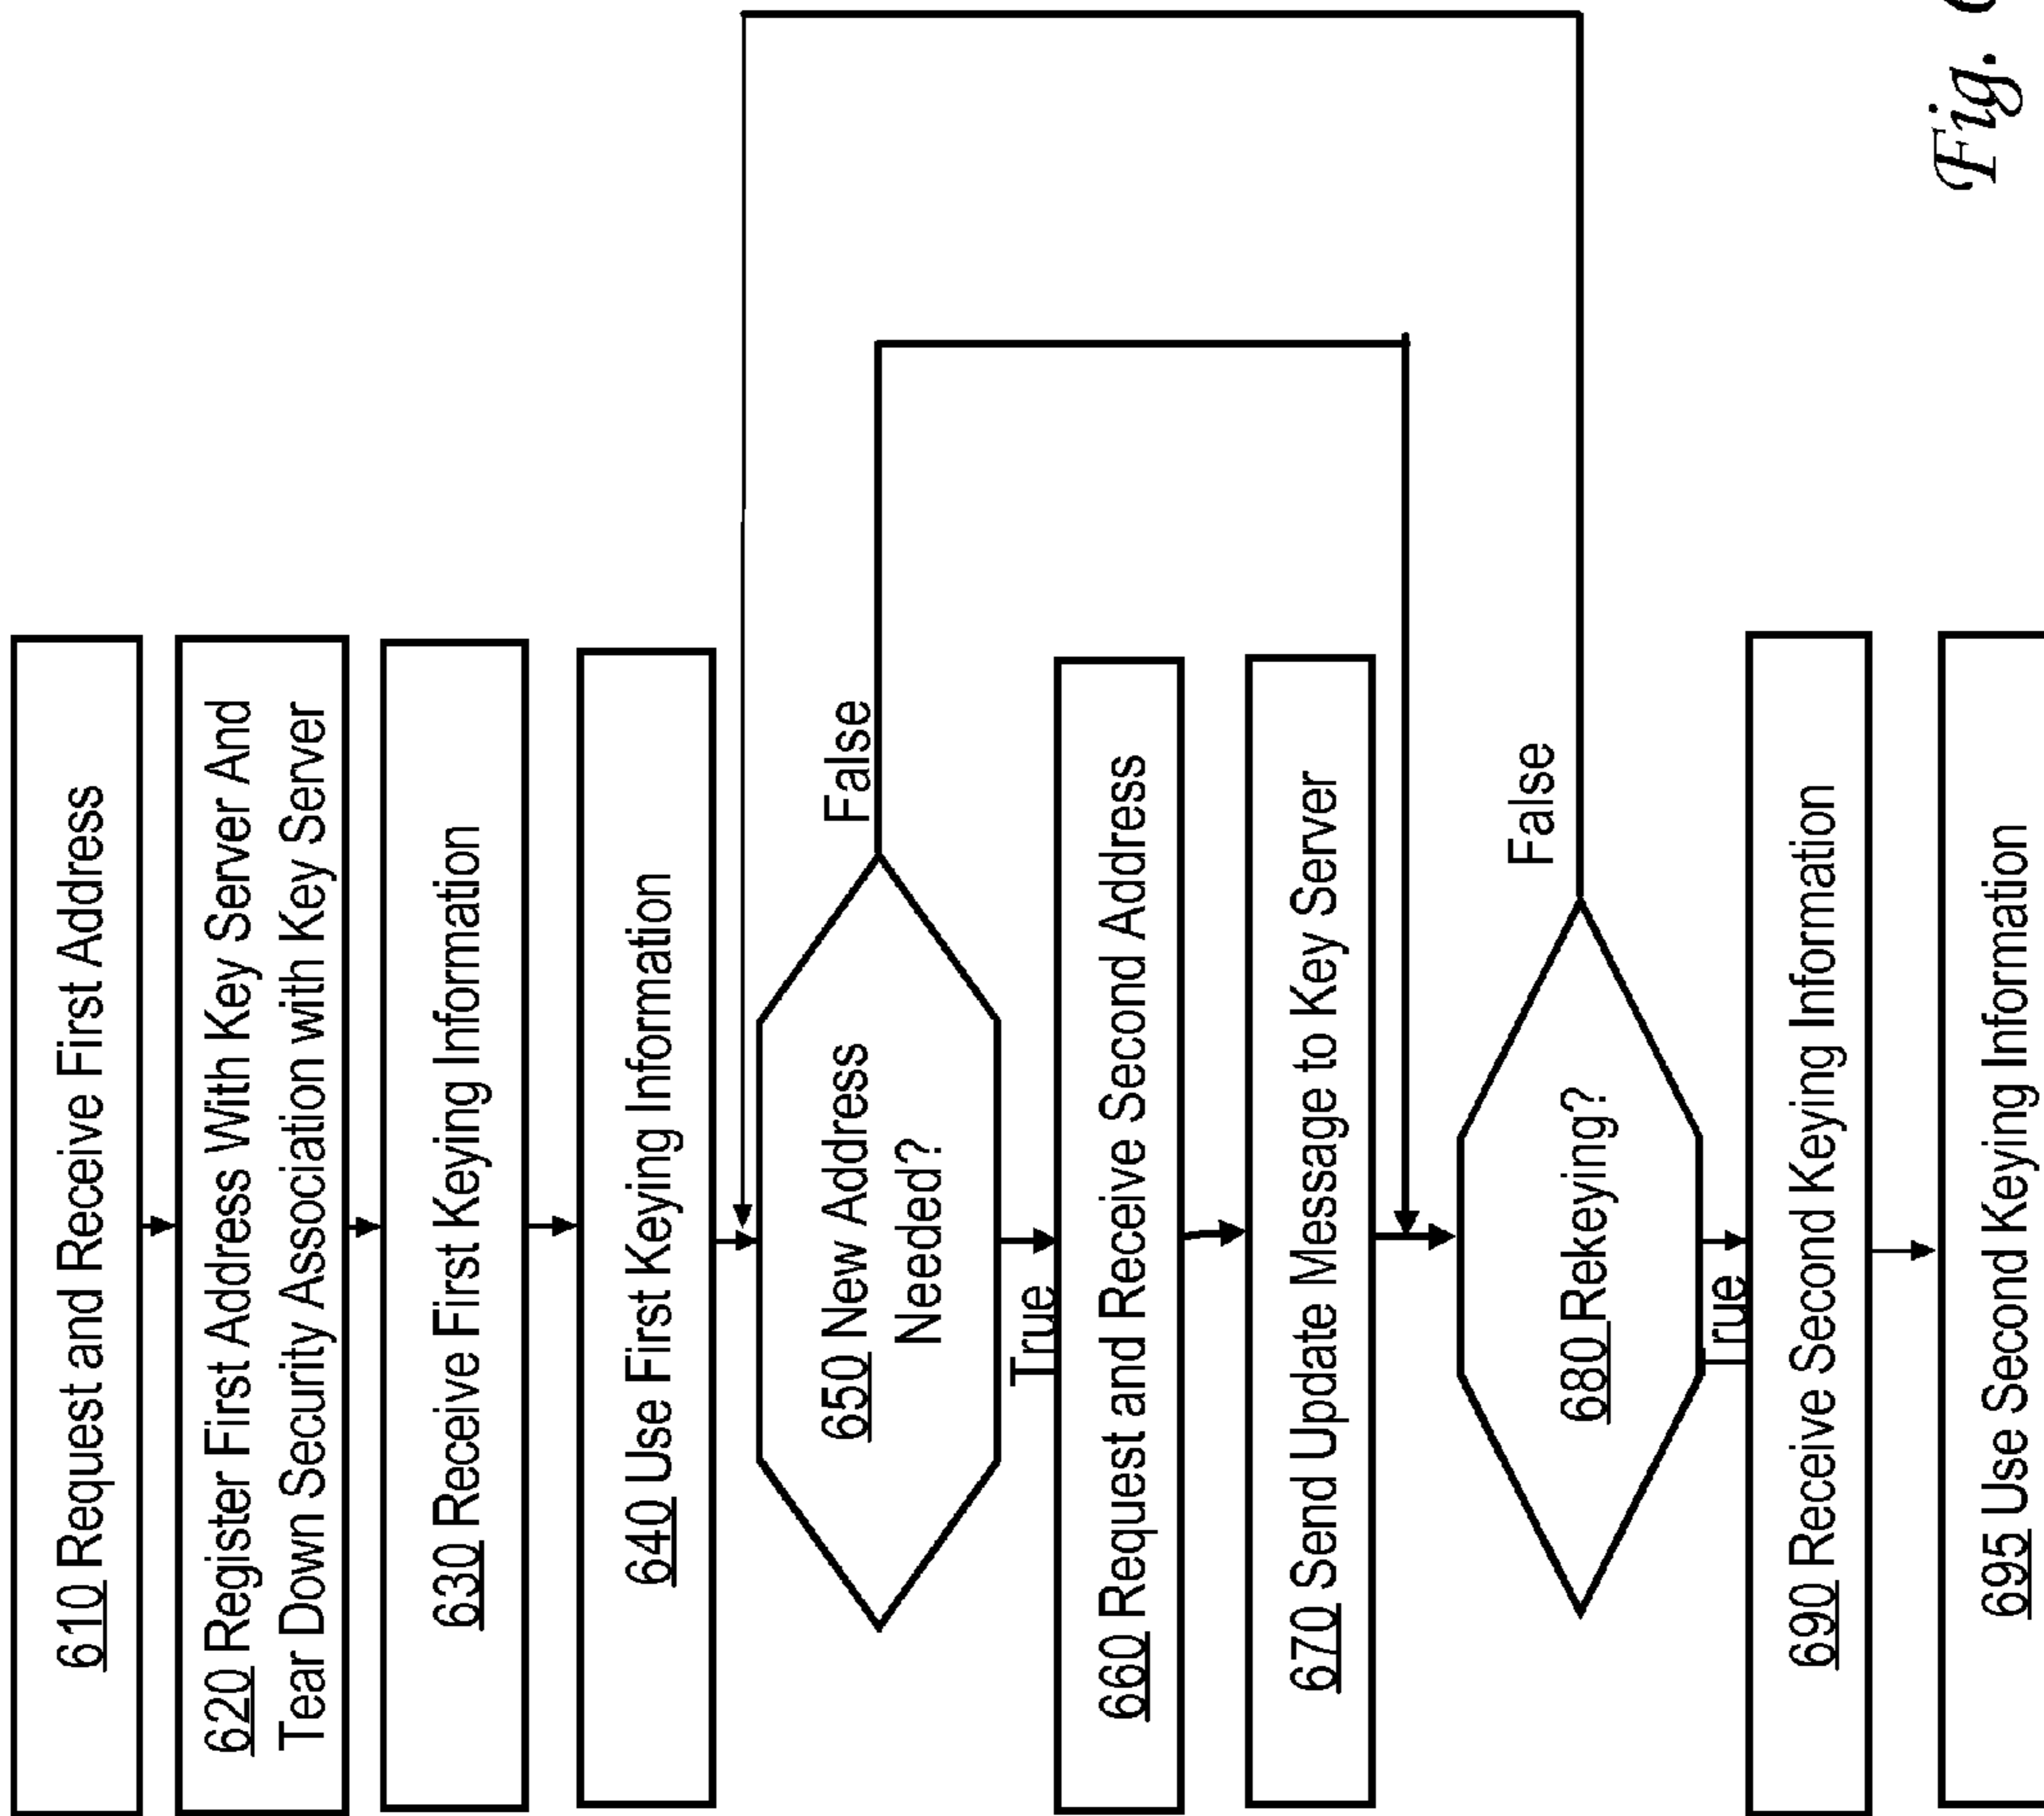 610 Request and Receive First Address
620 Register First Address With Key Server And
Tear Down Security Association with Key Server
630 Receive First Keying Information
640 Use First Keying Information
650 New Address
Needed?
False
True
660 Request and Receive Second Address
670 Send Update Message to Key Server
680 Rekeying?
False
True
690 Receive Second Keying Information
695 Use Second Keying Information
Fig.